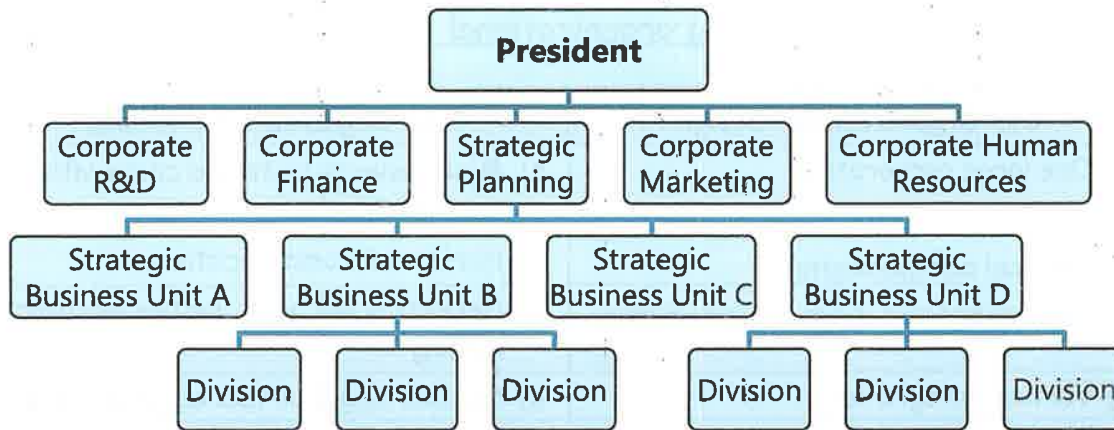 President
Corporate
R&D
Corporate
Finance
Strategic
Planning
Corporate
Marketing
Corporate Human
Resources
Strategic
Business Unit A
Strategic
Business Unit B
Strategic
Business Unit C
Strategic
Business Unit D
Division
Division
Division
Division
Division
Division